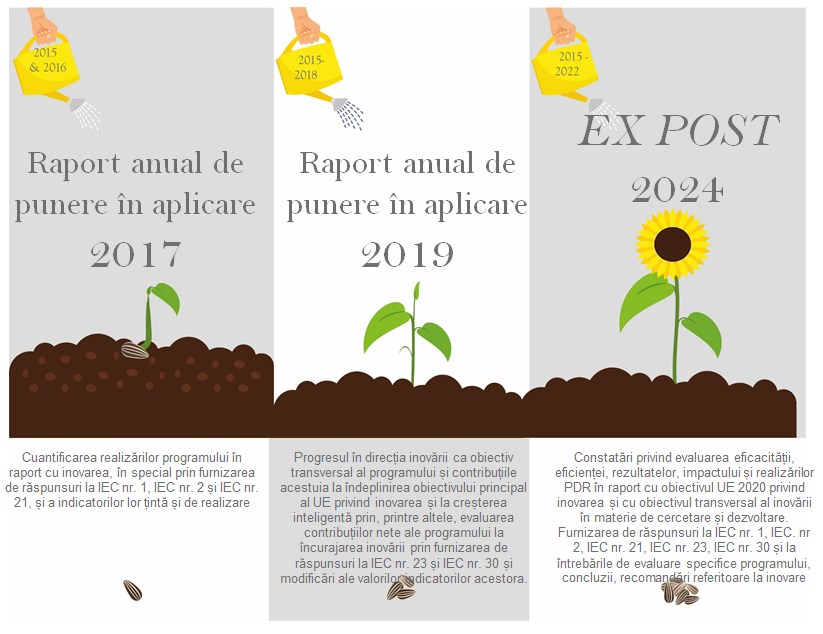 2015
& 2016
Raport anual de
punere în aplicare
2017
Cuantificarea realizărilor programului în
raport cu inovarea, în special prin furnizarea
de răspunsuri la IEC nr. 1, IEC nr. 2 și IEC nr.
21, și a indicatorilor lor țintă și de realizare
2015-
2018
Raport anual de
punere în aplicare
2019
Progresul în direcția inovării ca obiectiv
transversal al programului și contribuțiile
acestuia la îndeplinirea obiectivului principal
al UE privind inovarea și la creșterea
inteligentă prin, printre altele, evaluarea
contribuțiilor nete ale programului la
încurajarea inovării prin furnizarea de
răspunsuri la IEC nr. 23 și IEC nr. 30 și
modificări ale valorilor indicatorilor acestora.
2015 -
2022
EX POST
2024
Constatări privind evaluarea eficacității,
eficienței, rezultatelor, impactului și realizărilor
PDR în raport cu obiectivul UE 2020 privind
inovarea și cu obiectivul transversal al inovării
în materie de cercetare și dezvoltare.
Furnizarea de răspunsuri la IEC nr. 1, IEC. nr
2, IEC nr. 21, IEC nr. 23, IEC nr. 30 și la
întrebările de evaluare specifice programului,
concluzii, recomandări referitoare la inovare